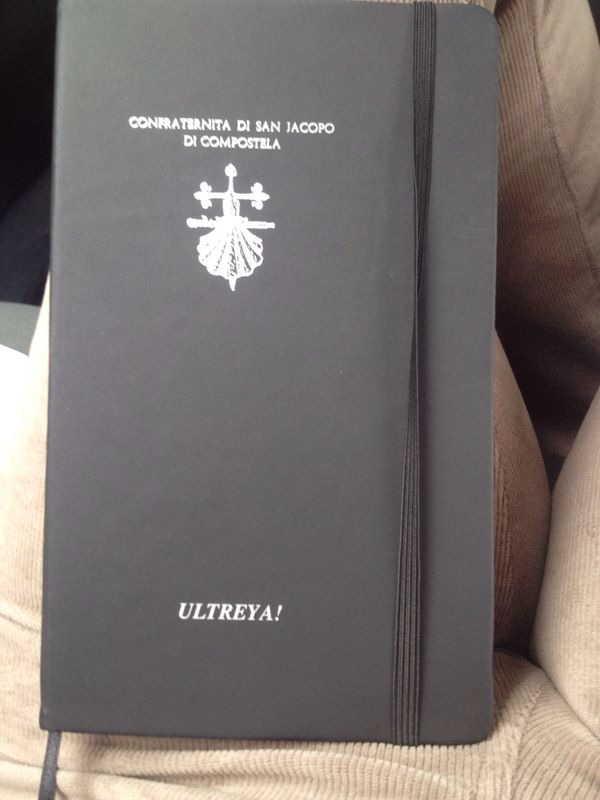 CONFRATERNITA DI SAN JACOPO
DI COMPOSTELA
ULTREYA!